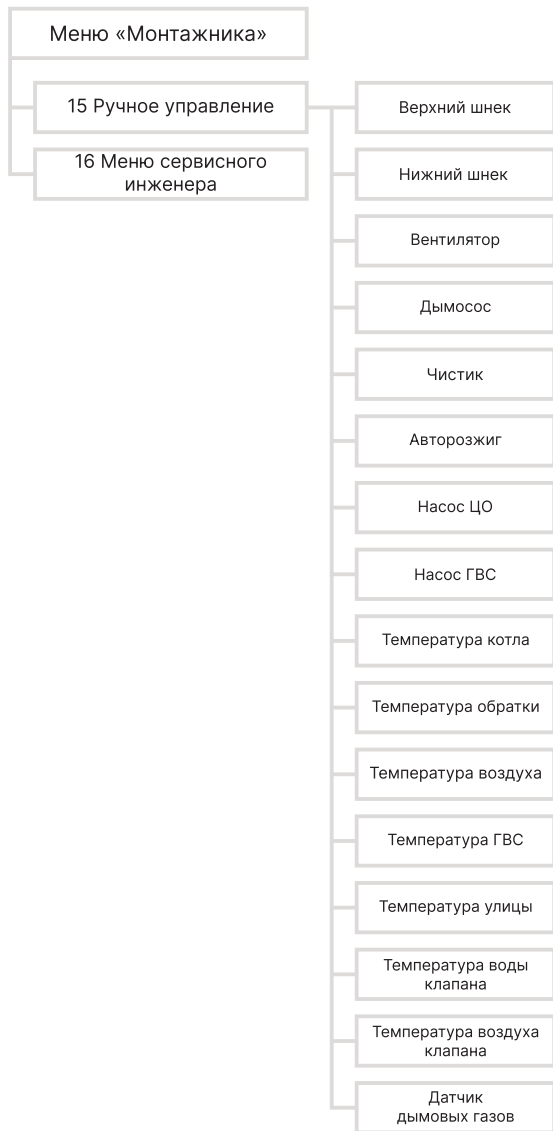 Меню «Монтажника»
15 Ручное управление
16 Меню сервисного
инженера
Верхний шнек
Нижний шнек
Вентилятор
Дымосос
Чистик
Авторозжиг
Насос ЦО
Насос ГВС
Температура котла
Температура обратки
Температура воздуха
Температура ГВС
Температура улицы
Температура воды
клапана
Температура воздуха
клапана
Датчик
дымовых газов